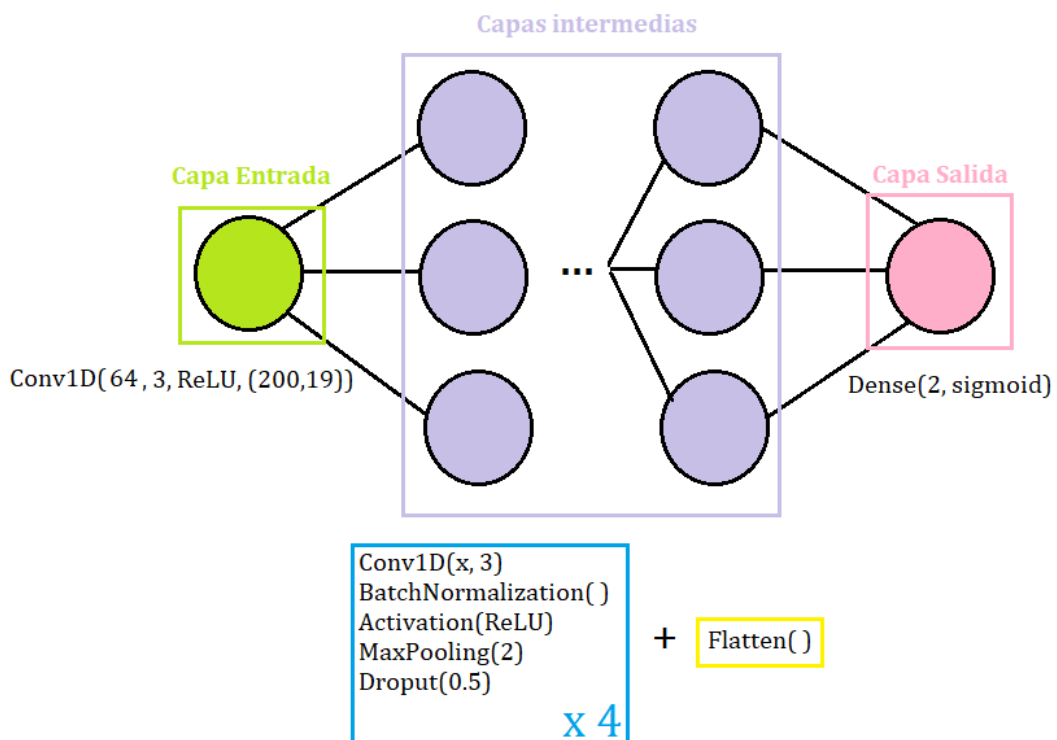 Capas intermedias
Capa Entrada
Capa Salida
...
Conv1D(64, 3, ReLU, (200,19))
Dense(2, sigmoid)
Conv1D(x, 3)
BatchNormalization( )
Activation(ReLU)
MaxPooling(2)
Droput(0.5)
x 4
+
Flatten( )